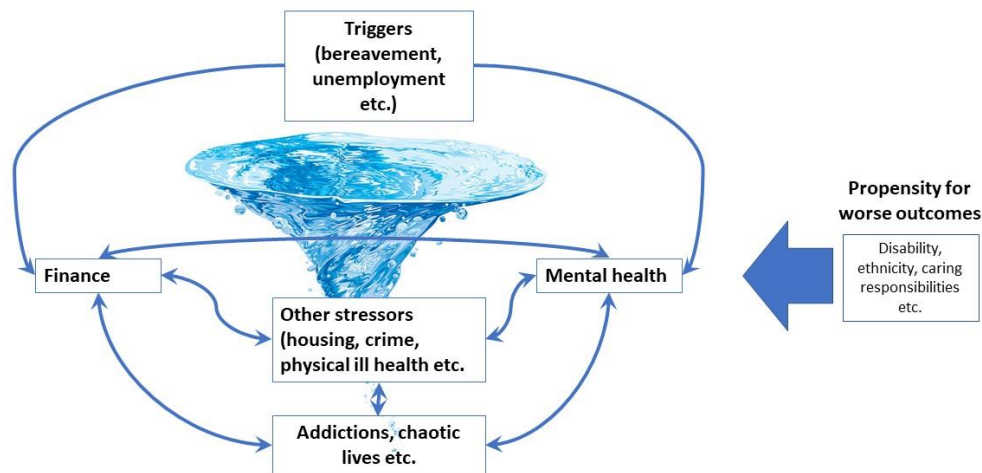 Triggers
(bereavement,
unemployment
etc.)
Propensity for
worse outcomes
Disability,
ethnicity, caring
responsibilities
etc.
Finance
Mental health
Other stressors
(housing, crime,
physical ill health etc.
Addictions, chaotic
lives etc.